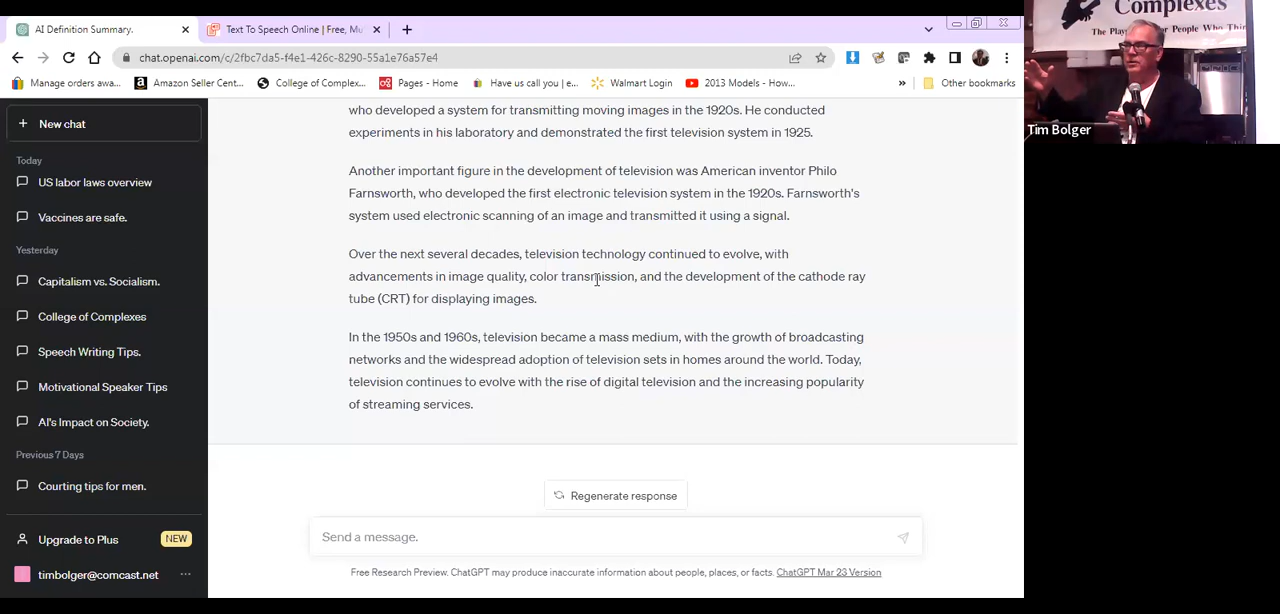 AI Definition Summary.
Text To Speech Online | Free, Mu
chat.openai.com/c/2fbc7da5-f4e1-426c-8290-55a1e76a57e4
Manage orders awa...
Amazon Seller Cent...
College of Complex...
Pages - Home
Have us call you | e...
Walmart Login
2013 Models - How...
Other bookmarks
New chat
Today
US labor laws overview
Vaccines are safe.
Yesterday
Capitalism vs. Socialism.
College of Complexes
Speech Writing Tips.
Motivational Speaker Tips
AI's Impact on Society.
Previous 7 Days
Courting tips for men.
Upgrade to Plus
NEW
timbolger@comcast.net
who developed a system for transmitting moving images in the 1920s. He conducted
experiments in his laboratory and demonstrated the first television system in 1925.
Another important figure in the development of television was American inventor Philo
Farnsworth, who developed the first electronic television system in the 1920s. Farnsworth's
system used electronic scanning of an image and transmitted it using a signal.
Over the next several decades, television technology continued to evolve, with
advancements in image quality, color transmission, and the development of the cathode ray
tube (CRT) for displaying images.
In the 1950s and 1960s, television became a mass medium, with the growth of broadcasting
networks and the widespread adoption of television sets in homes around the world. Today,
television continues to evolve with the rise of digital television and the increasing popularity
of streaming services.
Regenerate response
Send a message.
Free Research Preview. ChatGPT may produce inaccurate information about people, places, or facts. ChatGPT Mar 23 Version
Complexes
The Play
r People Who Thi
Tim Bolger